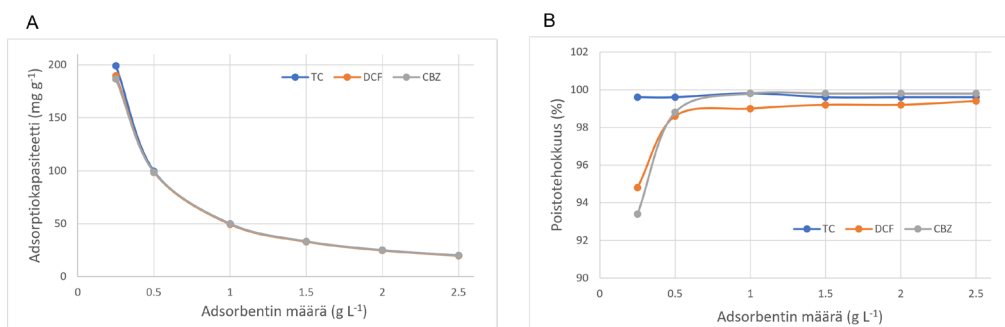 A
Adsorptiokapasiteetti (mg g⁻¹)
200
150
100
50
0
TC DCF CBZ
0 0.5 1 1.5 2 2.5
Adsorbentin määrä (g L⁻¹)
B
Poistotehokkuus (%)
102
100
98
96
94
92
90
TC DCF CBZ
0 0.5 1 1.5 2 2.5
Adsorbentin määrä (g L⁻¹)